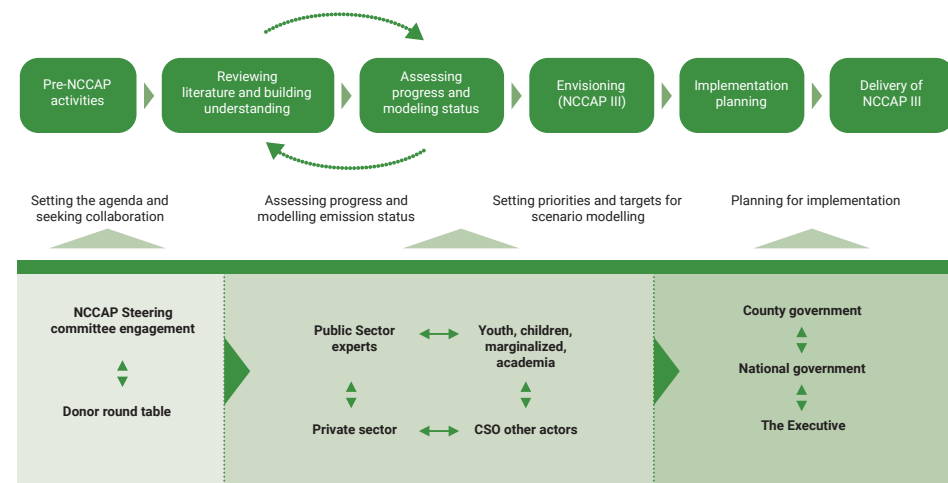 Pre-NCCAP
activities
Reviewing
literature and building
understanding
Assessing
progress and
modeling status
Envisioning
(NCCAP III)
Implementation
planning
Delivery of
NCCAP III
Setting the agenda and
seeking collaboration
Assessing progress and
modelling emission status
Setting priorities and targets for
scenario modelling
Planning for implementation
NCCAP Steering
committee engagement
Donor round table
Public Sector
experts
Youth, children,
marginalized,
academia
Private sector
CSO other actors
County government
National government
The Executive